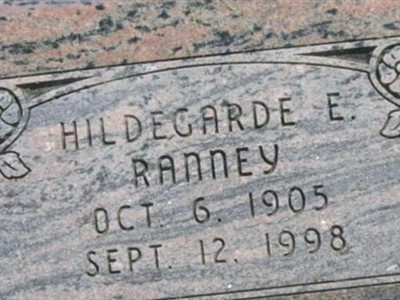 HILDEGARDE E.
RANNEY
OCT. 6. 1905
SEPT. 12. 1998